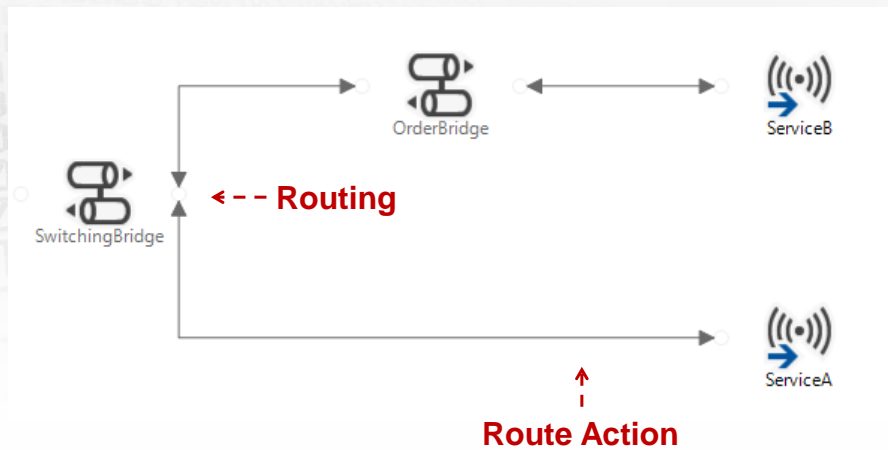 OrderBridge
ServiceB
Routing
SwitchingBridge
ServiceA
Route Action